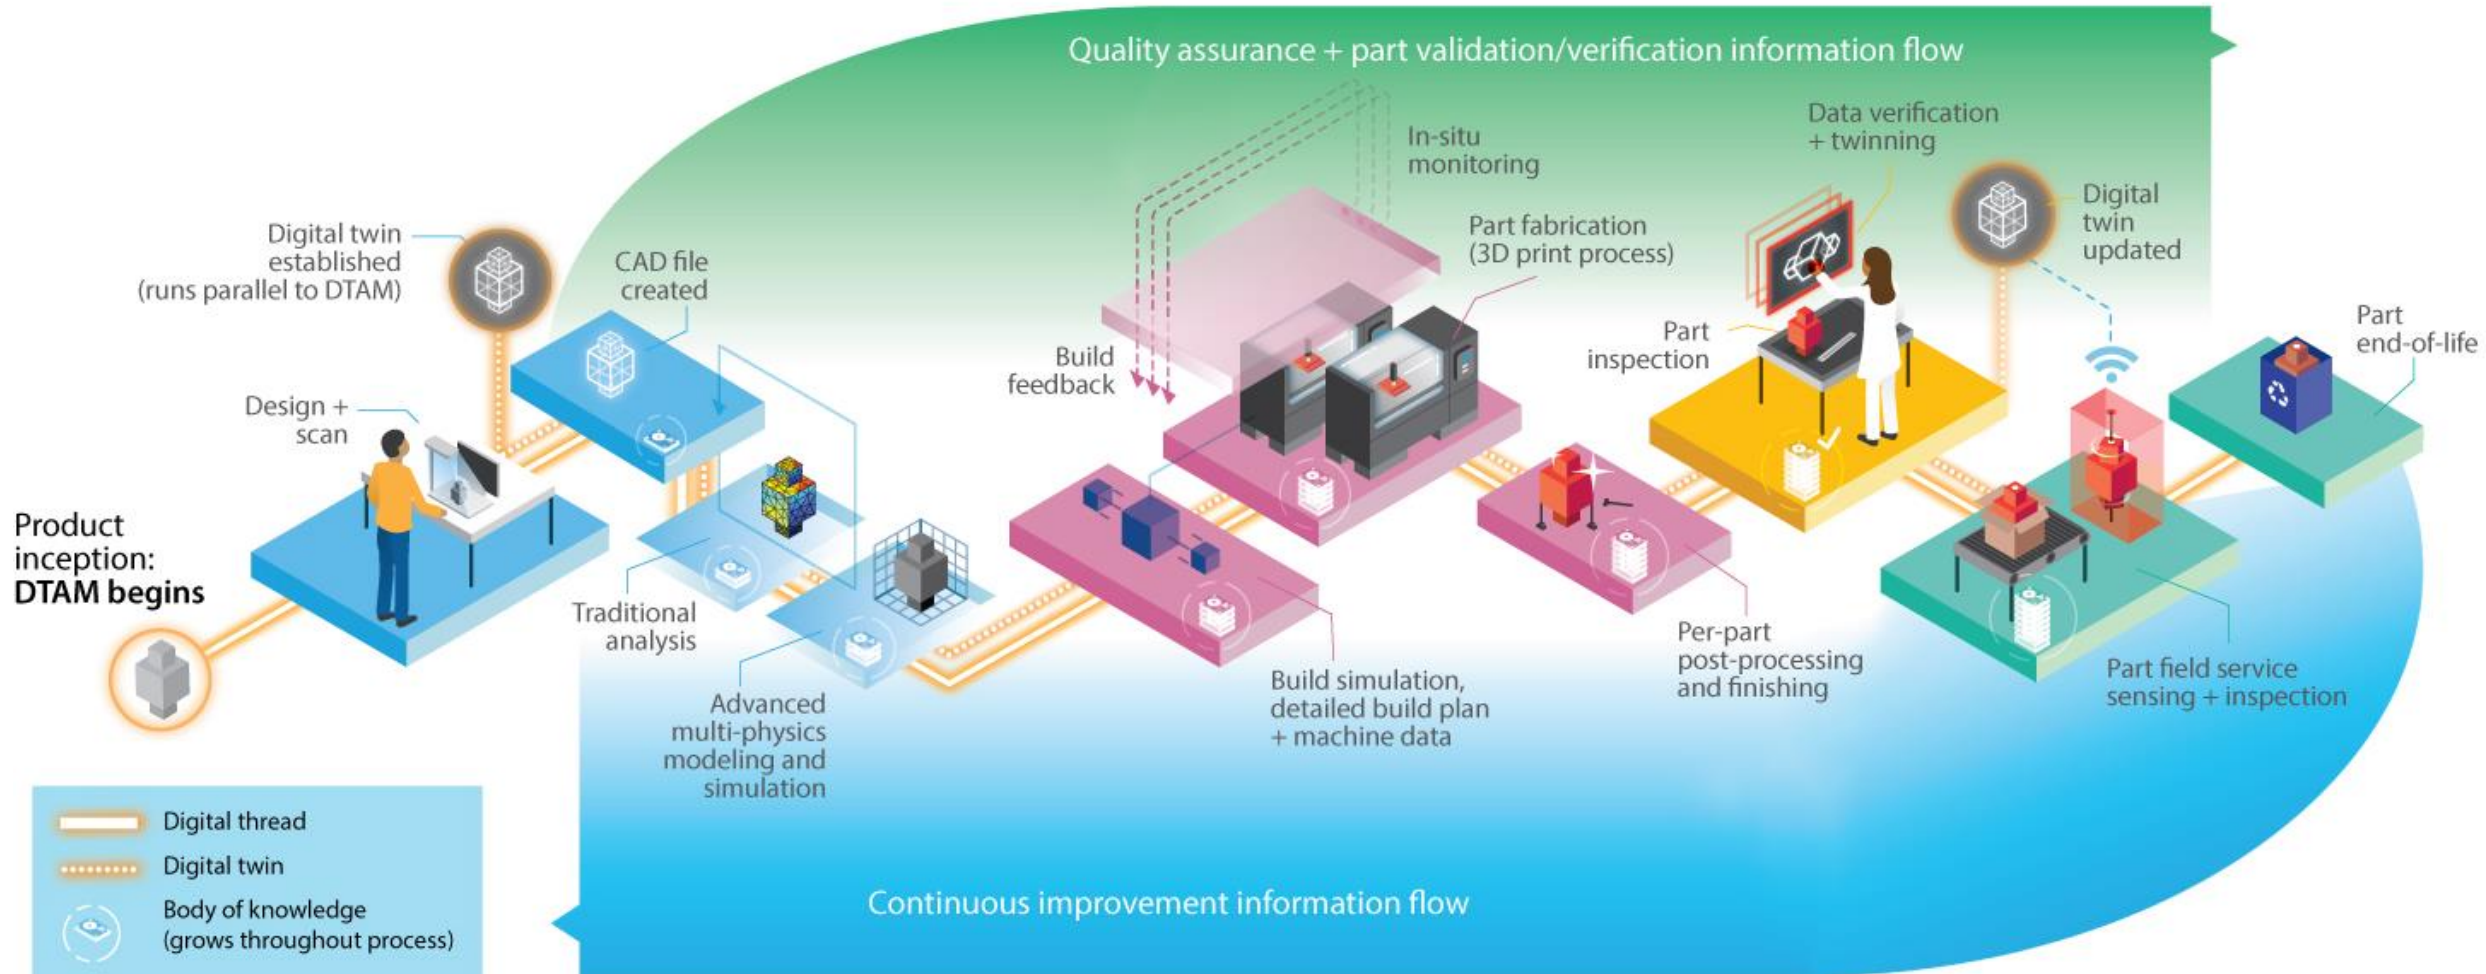 Quality assurance + part validation/verification information flow
Data verification
+ twinning
In-situ
monitoring
Digital
twin
updated
Digital twin
established
(runs parallel to DTAM)
CAD file
created
Part fabrication
(3D print process)
Part
inspection
Part
end-of-life
Build
feedback
Design +
scan
Product
inception:
DTAM begins
Traditional
analysis
Advanced
multi-physics
modeling and
simulation
Build simulation,
detailed build plan
+ machine data
Per-part
post-processing
and finishing
Part field service
sensing + inspection
Digital thread
Digital twin
Body of knowledge
(grows throughout process)
Continuous improvement information flow